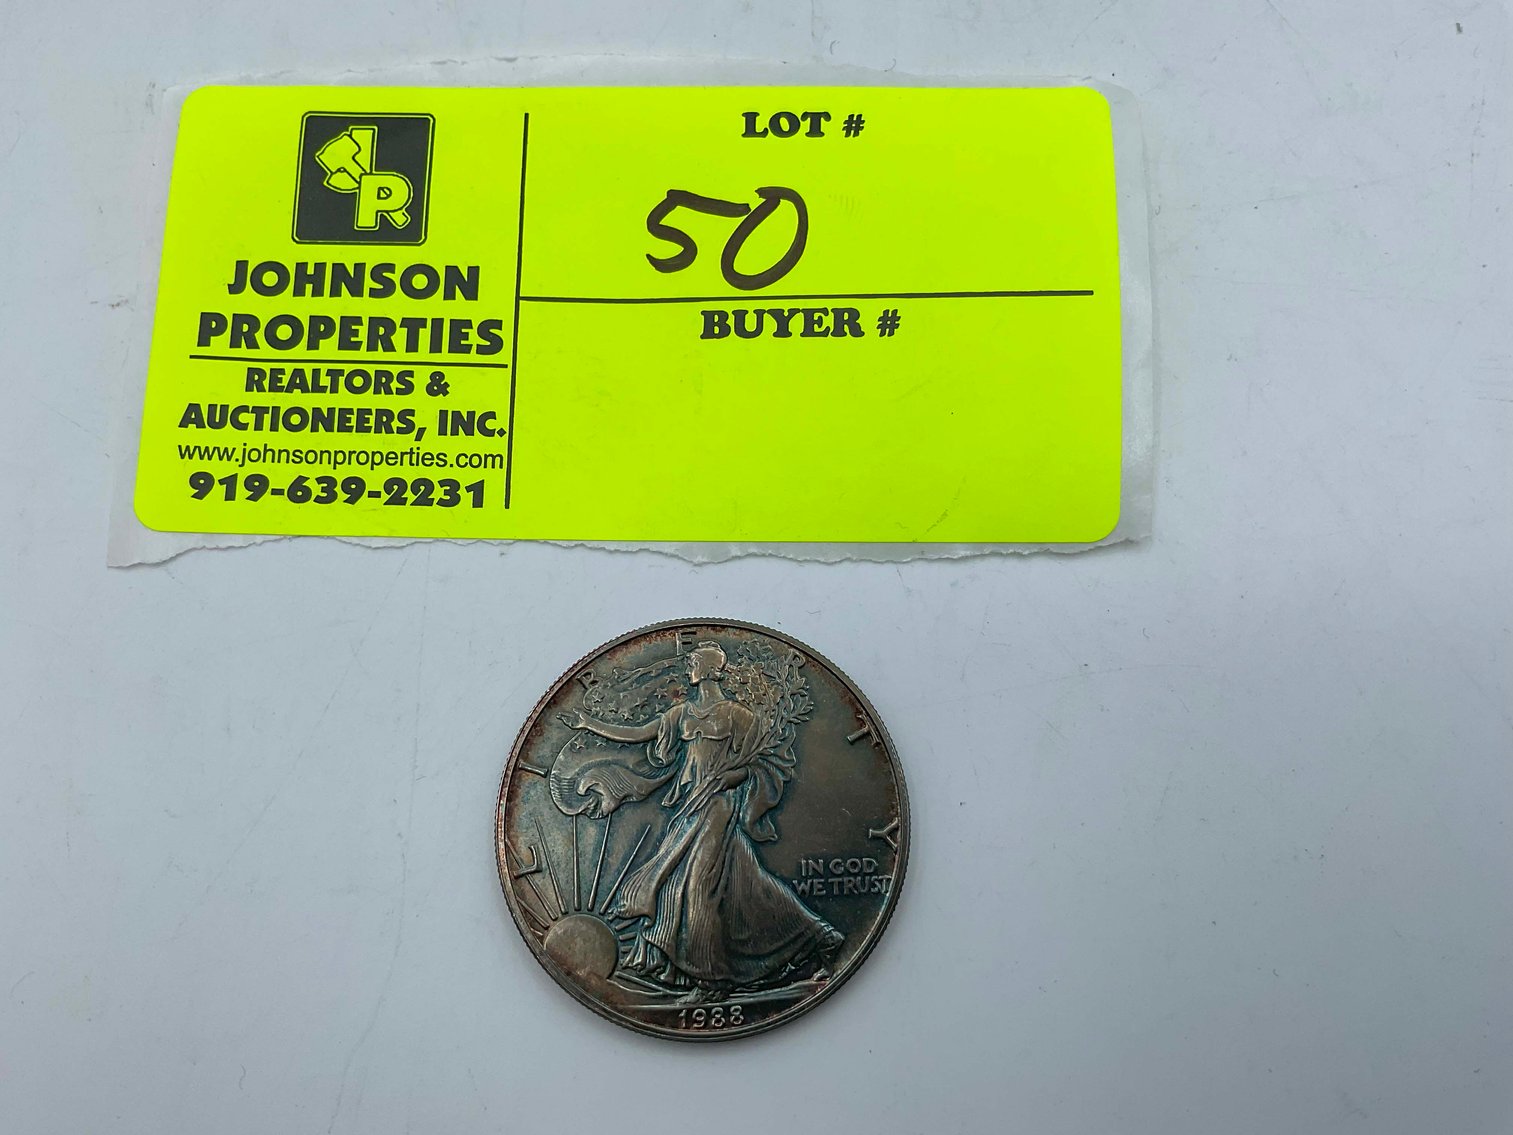 JR
JOHNSON
PROPERTIES
REALTORS &
AUCTIONEERS, INC.
www.johnsonproperties.com
919-639-2231
LOT #
50
BUYER #
LIBERTY
IN GOD
WE TRUST
1988